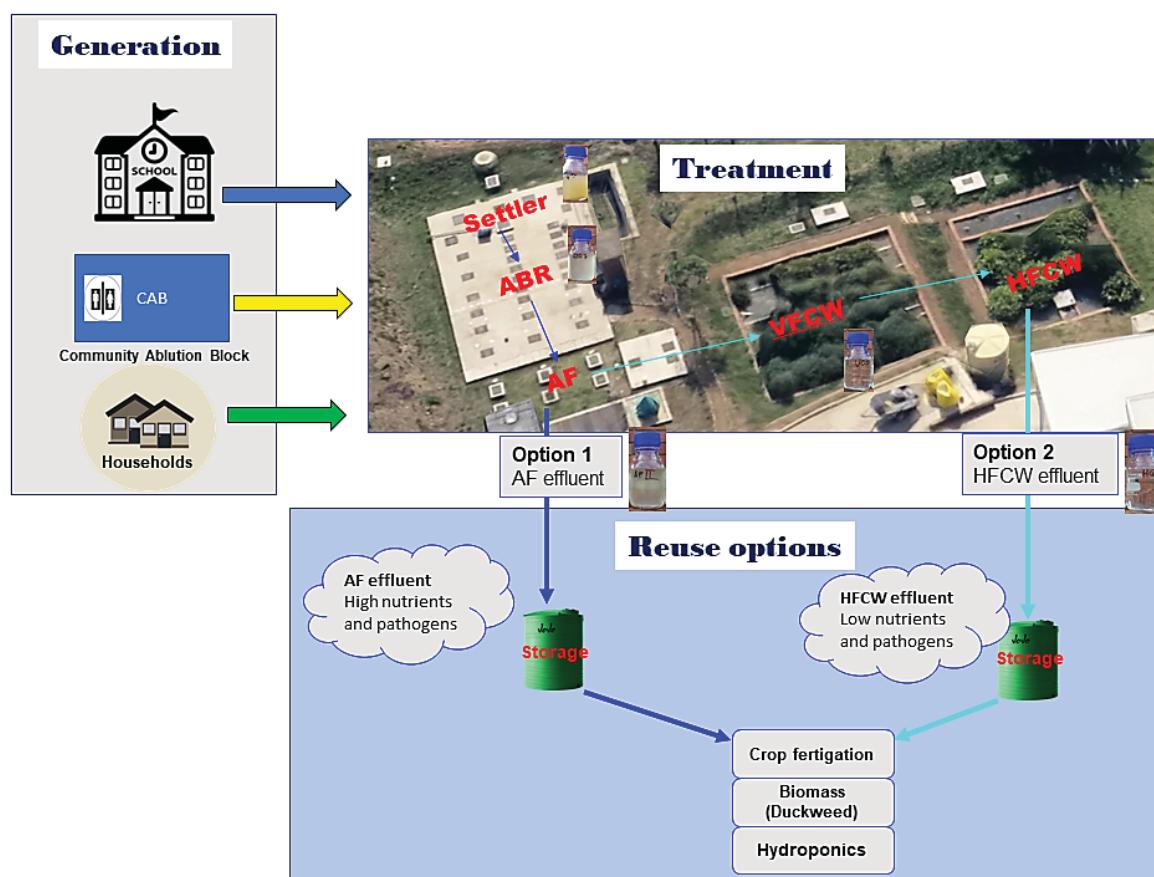 Generation
SCHOOL
CAB
Community Ablution Block
Households
Treatment
Settler
ABR
AF
VFCW
HFCW
Option 1
AF effluent
Option 2
HFCW effluent
Reuse options
AF effluent
High nutrients
and pathogens
HFCW effluent
Low nutrients
and pathogens
JoJo
Storage
JoJo
Storage
Crop fertigation
Biomass
(Duckweed)
Hydroponics